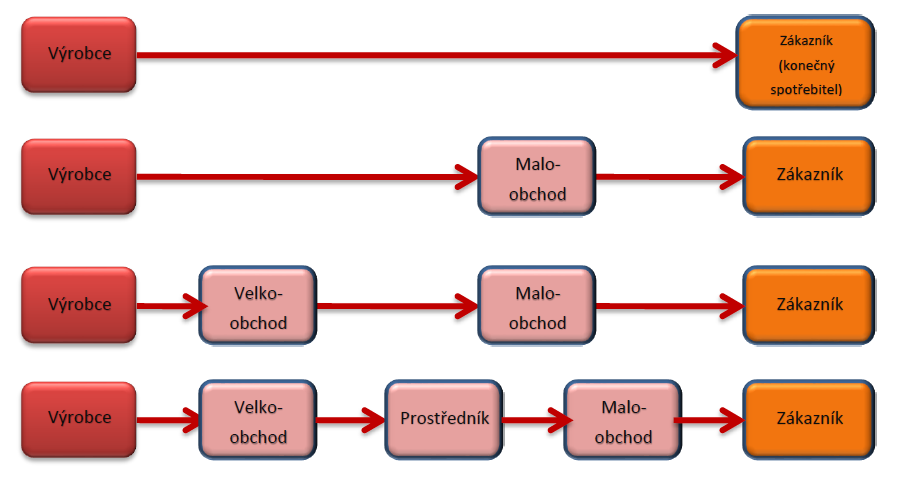 Výrobce
Zákazník
(konečný
spotřebitel)
Výrobce
Malo-
obchod
Zákazník
Výrobce
Velko-
obchod
Malo-
obchod
Zákazník
Výrobce
Velko-
obchod
Prostředník
Malo-
obchod
Zákazník